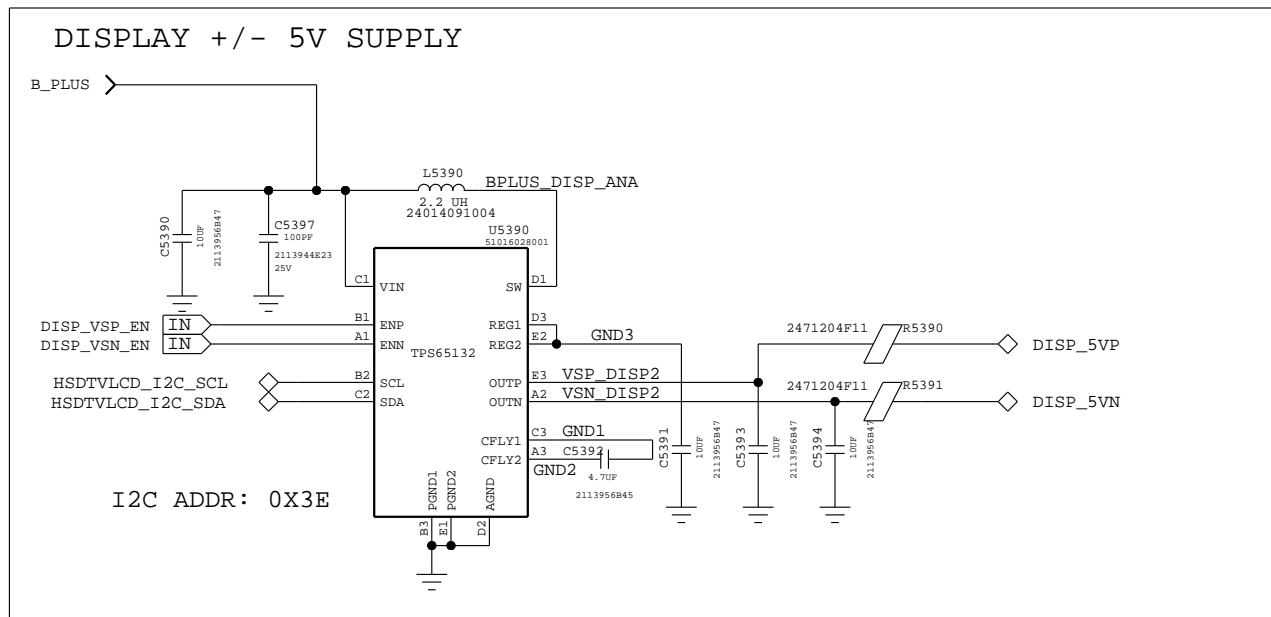 DISPLAY +/- 5V SUPPLY
B_PLUS
L5390
BPLUS_DISP_ANA
2.2 UH
24014091004
C5390
10UF
2113956B47
C5397
100PF
2113944E23
25V
U5390
51016028001
C1
VIN
SW
D1
DISP_VSP_EN
IN
B1
ENP
REG1
D3
DISP_VSN_EN
IN
A1
ENN
REG2
E2
GND3
TPS65132
2471204F11
R5390
DISP_5VP
HSDTVLCD_I2C_SCL
B2
SCL
OUTP
E3
VSP_DISP2
HSDTVLCD_I2C_SDA
C2
SDA
OUTN
A2
VSN_DISP2
2471204F11
R5391
DISP_5VN
CFLY1
C3
GND1
CFLY2
A3
C5392
GND2
4.7UF
2113956B45
C5391
10UF
2113956B47
C5393
10UF
2113956B47
C5394
10UF
2113956B47
I2C ADDR: 0X3E
PGND1
PGND2
AGND
B3
E1
D2